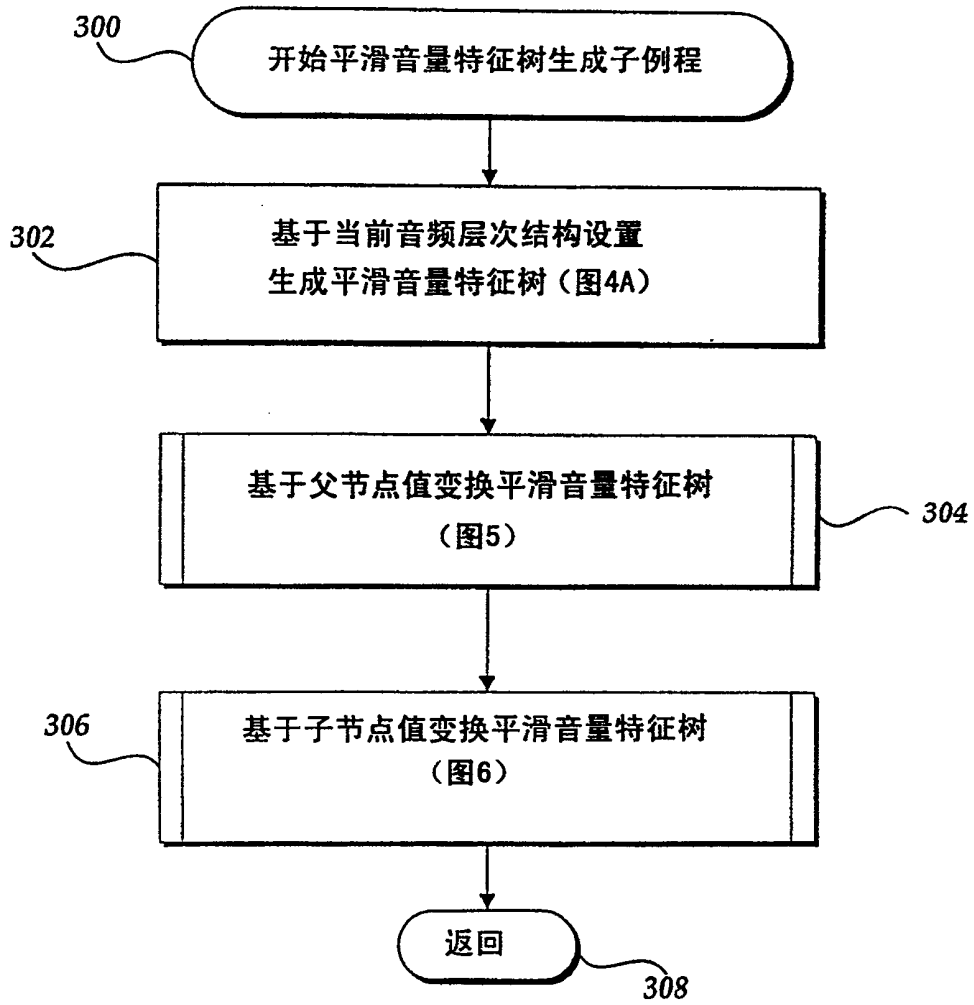 300
开始平滑音量特征树生成子例程
302
基于当前音频层次结构设置
生成平滑音量特征树（图4A）
基于父节点值变换平滑音量特征树
（图5）
304
306
基于子节点值变换平滑音量特征树
（图6）
返回
308